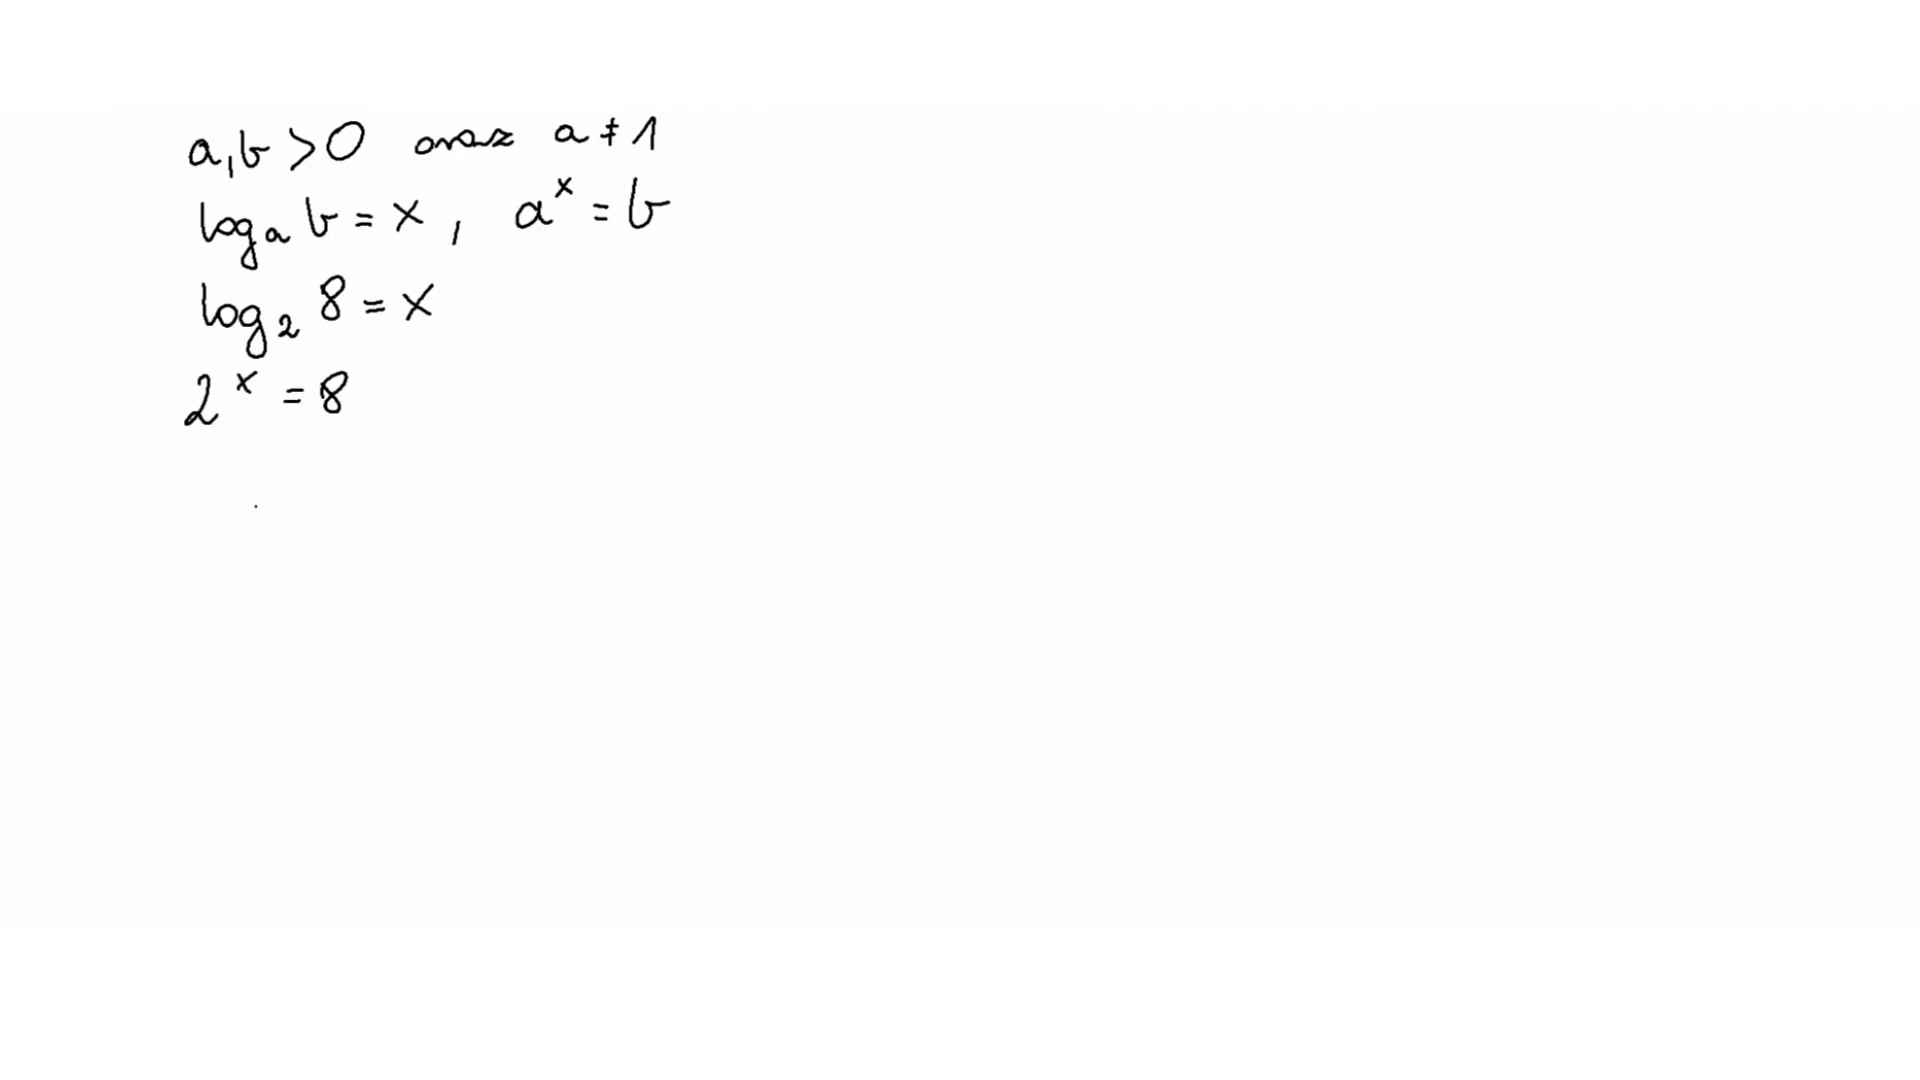 a, b > 0 oraz a ≠ 1
log_a b = x, a^x = b
log_2 8 = x
2^x = 8